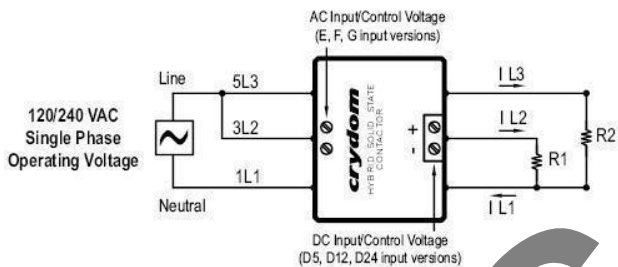 AC Input/Control Voltage
(E, F, G input versions)
Line
5L3
I L3
120/240 VAC
Single Phase
Operating Voltage
3L2
crydom
HYBRID SOLID STATE
CONTACTOR
+
-
I L2
R1
R2
1L1
Neutral
I L1
DC Input/Control Voltage
(D5, D12, D24 input versions)